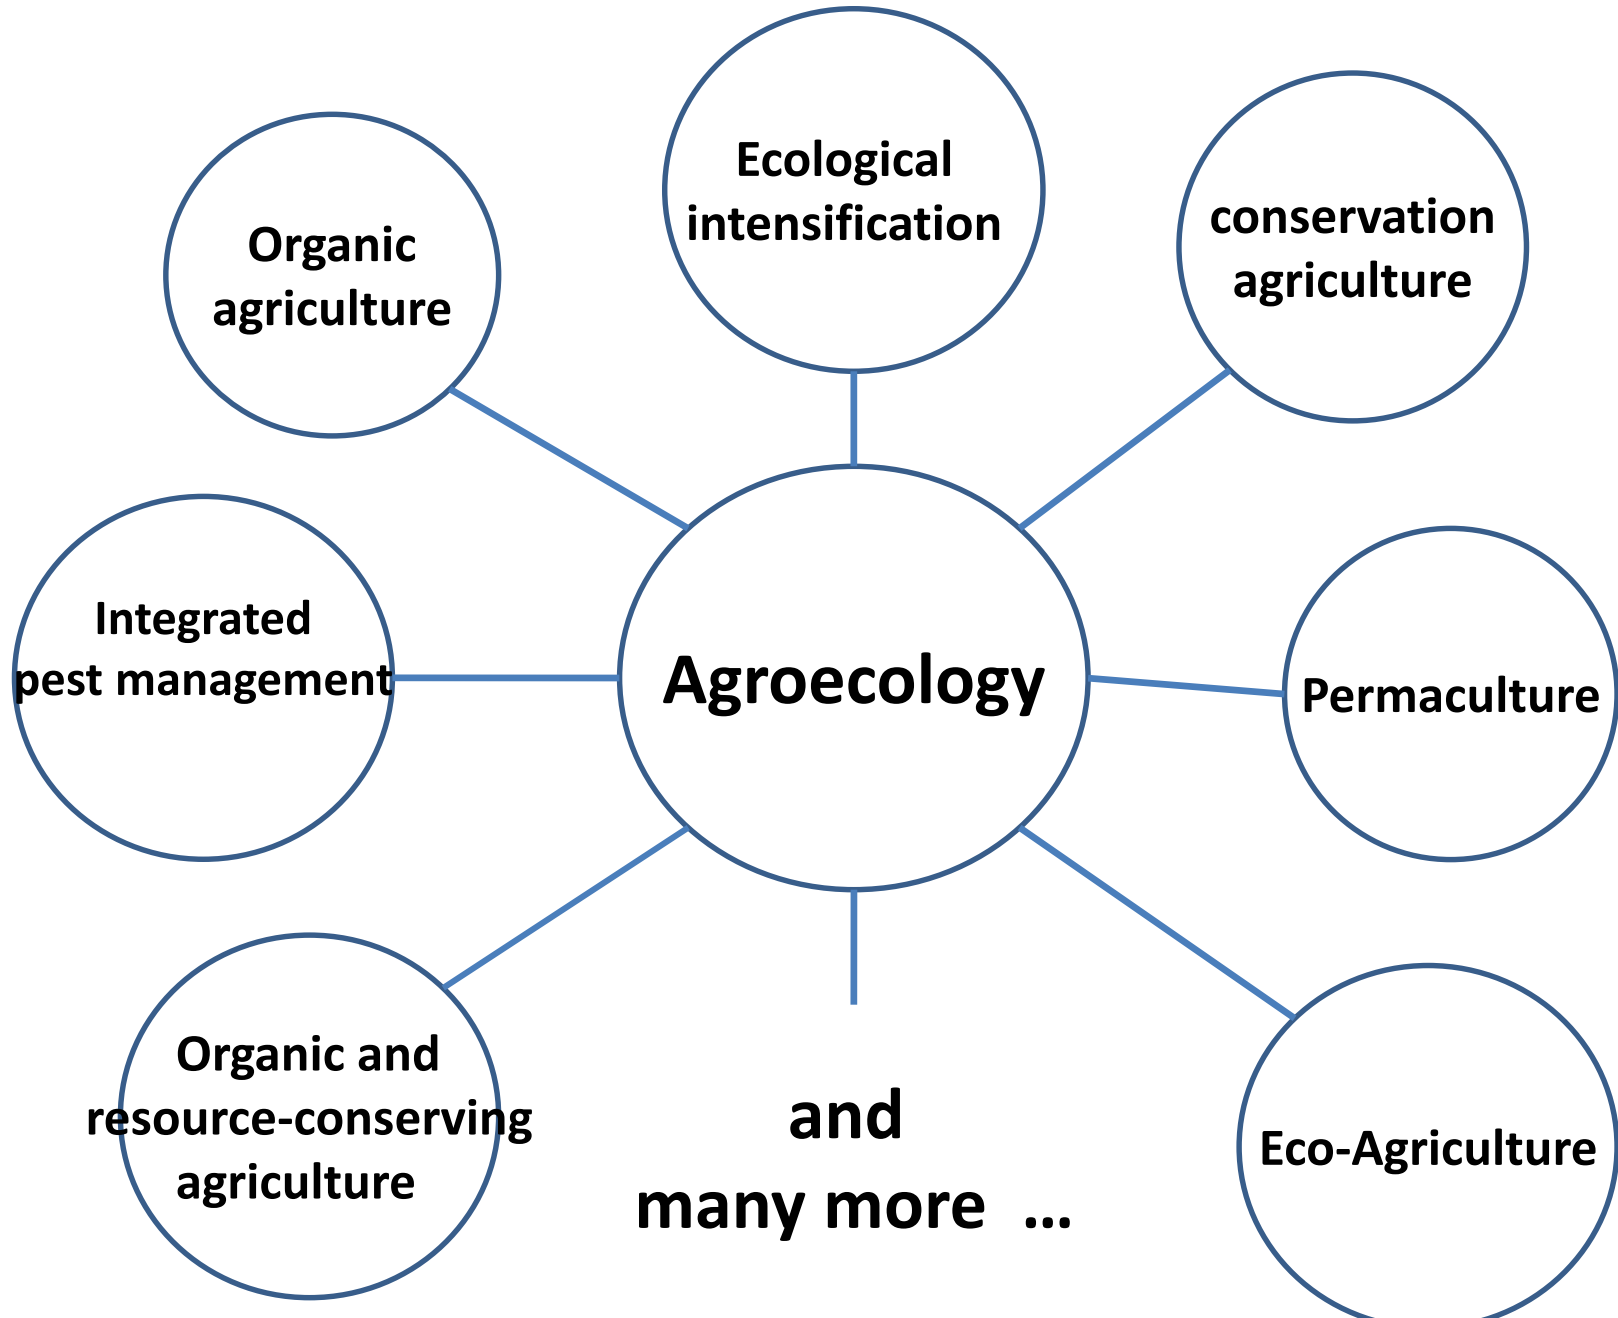 Ecological
intensification
conservation
agriculture
Organic
agriculture
Integrated
pest management
Agroecology
Permaculture
Organic and
resource-conserving
agriculture
and
many more ...
Eco-Agriculture